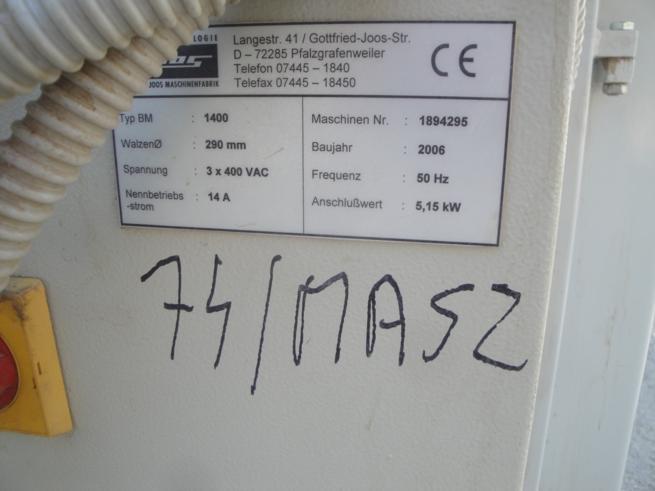 LOGIE
JOOS MASCHINENFABRIK
Langestr. 41 / Gottfried-Joos-Str.
D – 72285 Pfalzgrafenweiler
Telefon 07445 – 1840
Telefax 07445 – 18450
CE
Typ BM : 1400
WalzenØ : 290 mm
Spannung : 3 x 400 VAC
Nennbetriebs
-strom : 14 A
Maschinen Nr. : 1894295
Baujahr : 2006
Frequenz : 50 Hz
Anschlußwert : 5,15 kW
74/MASZ